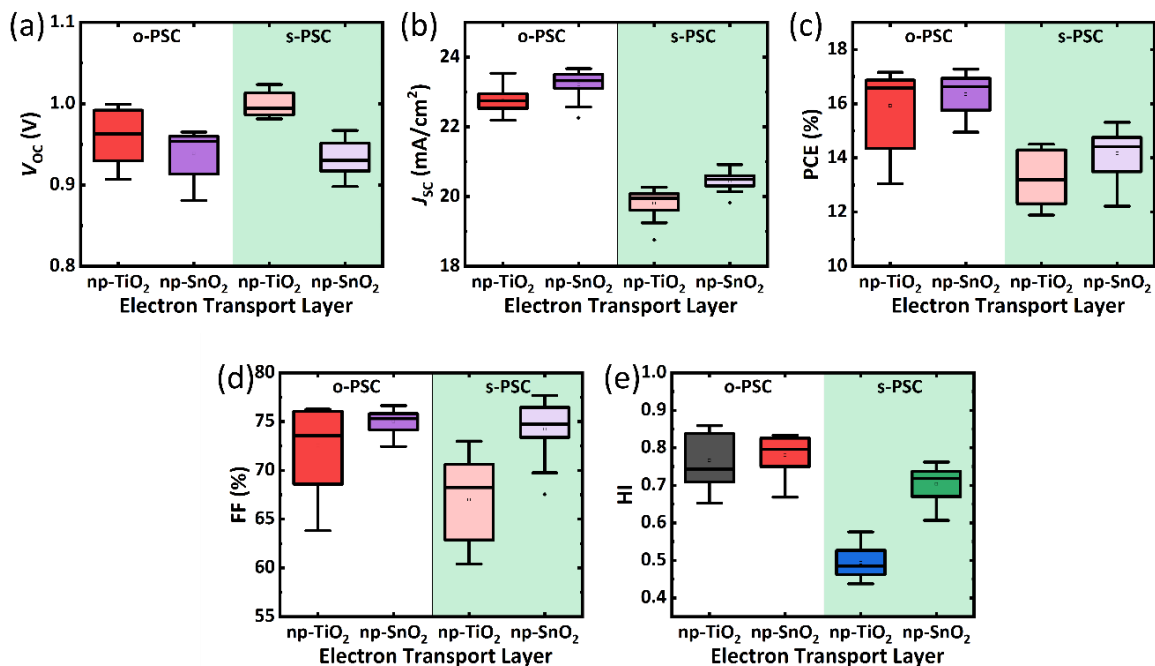 (a)
1.1
1.0
0.9
0.8
V_OC (V)
o-PSC
s-PSC
np-TiO₂ np-SnO₂ np-TiO₂ np-SnO₂
Electron Transport Layer
(b)
24
22
20
18
J_SC (mA/cm²)
o-PSC
s-PSC
np-TiO₂ np-SnO₂ np-TiO₂ np-SnO₂
Electron Transport Layer
(c)
18
16
14
12
10
PCE (%)
o-PSC
s-PSC
np-TiO₂ np-SnO₂ np-TiO₂ np-SnO₂
Electron Transport Layer
(d)
80
75
70
65
60
55
FF (%)
o-PSC
s-PSC
np-TiO₂ np-SnO₂ np-TiO₂ np-SnO₂
Electron Transport Layer
(e)
1.0
0.9
0.8
0.7
0.6
0.5
0.4
HI
o-PSC
s-PSC
np-TiO₂ np-SnO₂ np-TiO₂ np-SnO₂
Electron Transport Layer